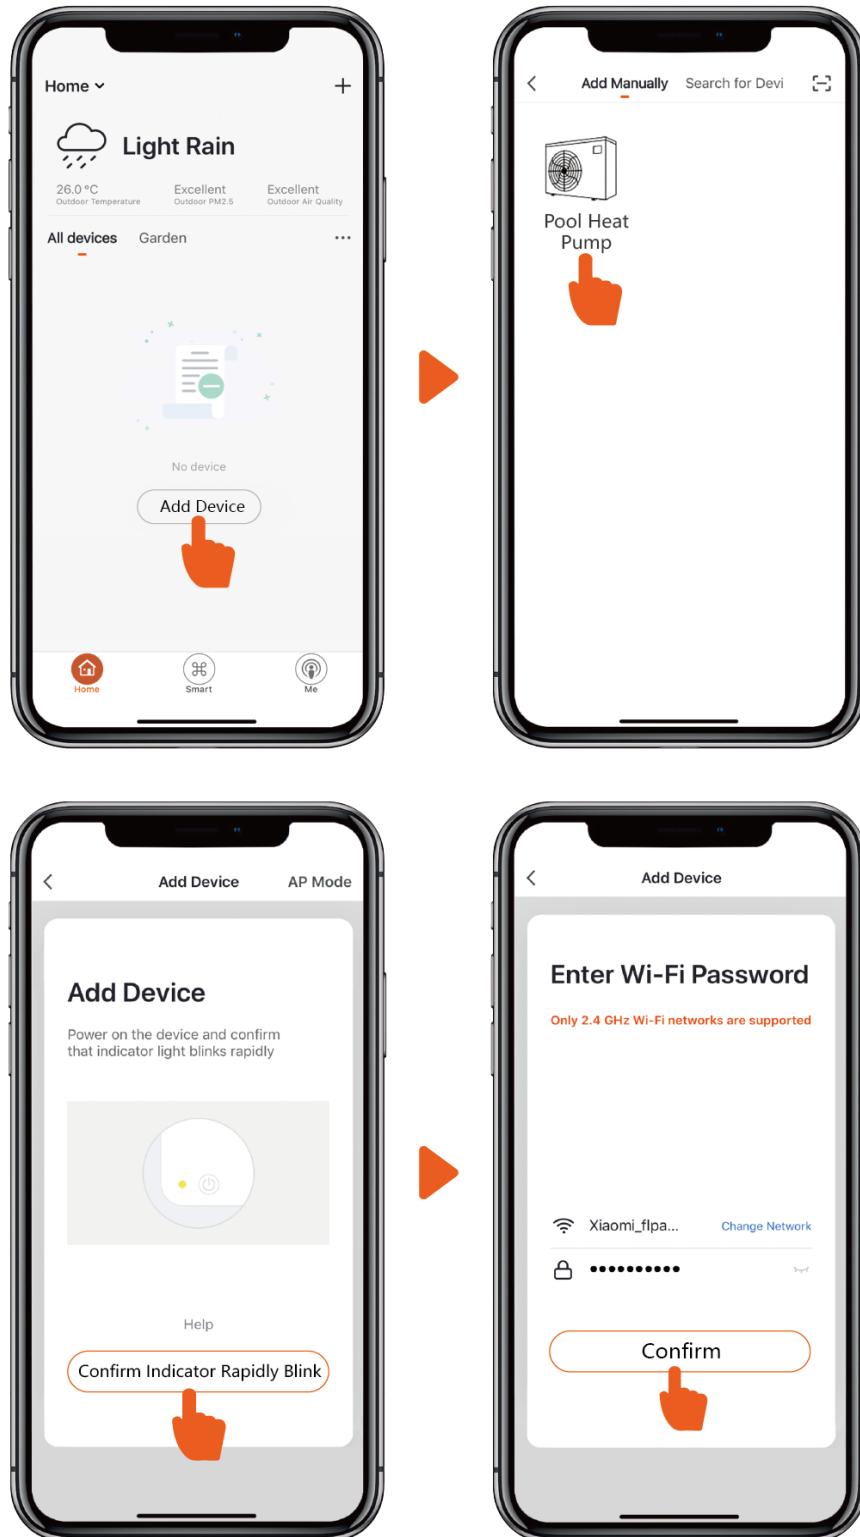 Home
Light Rain
26.0 °C
Excellent
Excellent
Outdoor Temperature
Outdoor PM2.5
Outdoor Air Quality
All devices
Garden
No device
Add Device
Home
Smart
Me
Add Manually
Search for Devi
Pool Heat
Pump
Add Device
AP Mode
Add Device
Power on the device and confirm
that indicator light blinks rapidly
Help
Confirm Indicator Rapidly Blink
Add Device
Enter Wi-Fi Password
Only 2.4 GHz Wi-Fi networks are supported
Xiaomi_flpa...
Change Network
Confirm